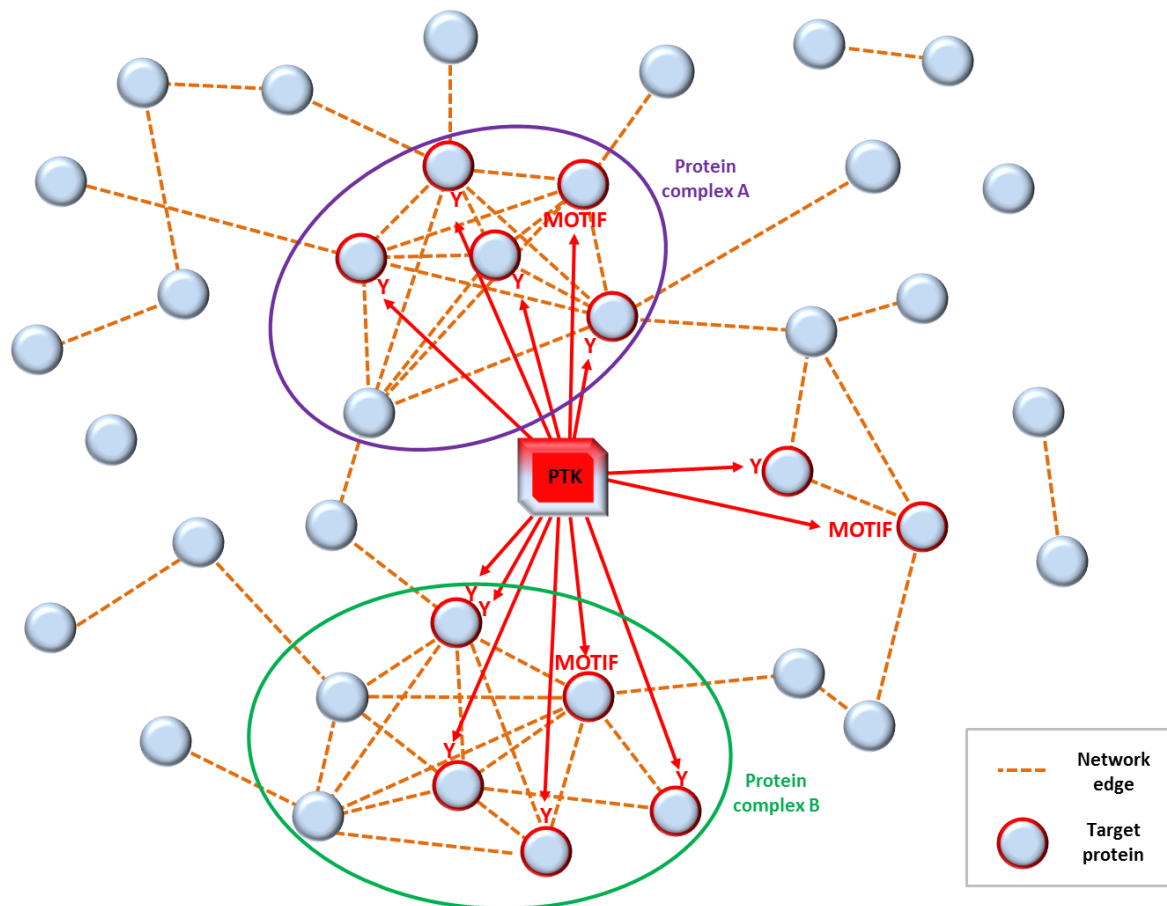 Protein
complex A
Y
MOTIF
Y
Y
Y
PTK
Y
MOTIF
Y
Y
MOTIF
Y
Y
Y
Protein
complex B
Network
edge
Target
protein